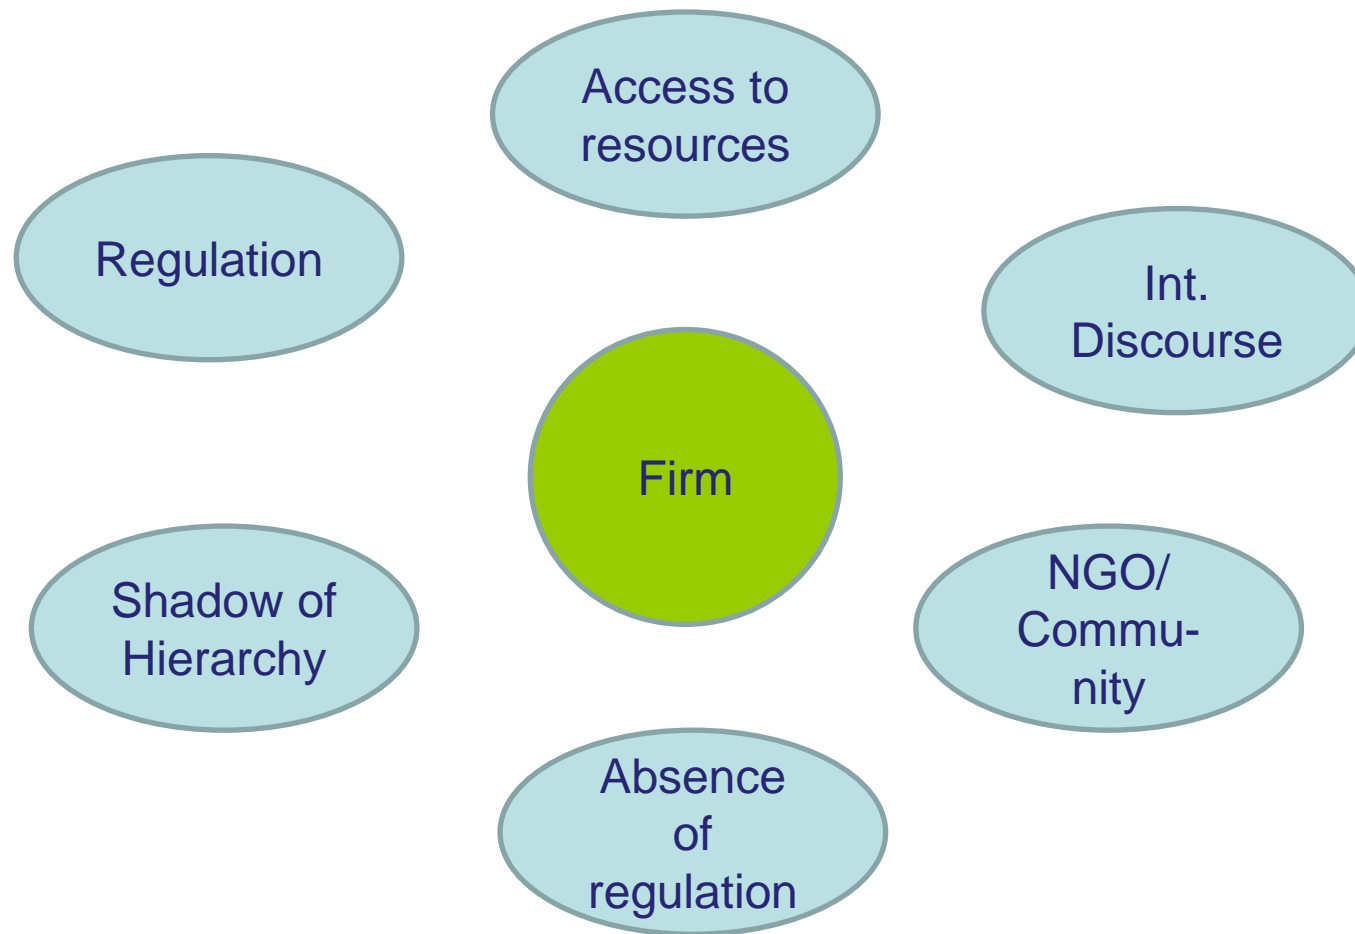 Access to
resources
Regulation
Int.
Discourse
Firm
Shadow of
Hierarchy
NGO/
Commu-
nity
Absence
of
regulation